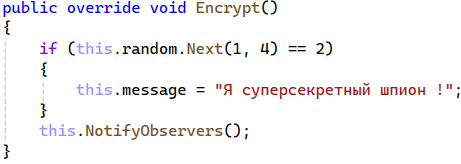 public override void Encrypt()
{
    if (this.random.Next(1, 4) == 2)
    {
        this.message = "Я суперсекретный шпион !";
    }
    this.NotifyObservers();
}